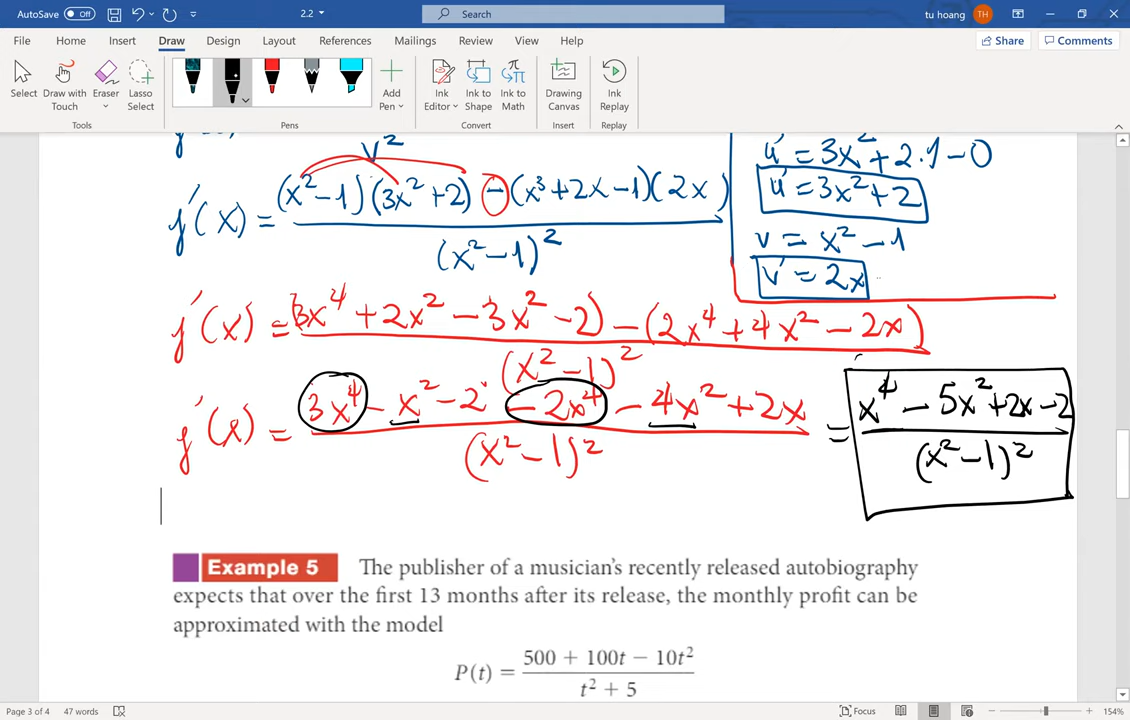 AutoSave Off 2.2 Search tu hoang TH
File Home Insert Draw Design Layout References Mailings Review View Help Share Comments
Select Draw with Touch Eraser Lasso Select Add Pen Ink Editor Ink to Shape Ink to Math Drawing Canvas Ink Replay
Tools Pens Convert Insert Replay
v²
u' = 3x² + 2·1 − 0
f'(x) = (x² − 1)(3x² + 2) − (x³ + 2x − 1)(2x)
(x² − 1)²
u' = 3x² + 2
v = x² − 1
v' = 2x
f'(x) = (3x⁴ + 2x² − 3x² − 2) − (2x⁴ + 4x² − 2x)
(x² − 1)²
f'(x) = 3x⁴ − x² − 2 − 2x⁴ − 4x² + 2x
(x² − 1)²
= x⁴ − 5x² + 2x − 2
(x² − 1)²
Example 5 The publisher of a musician's recently released autobiography
expects that over the first 13 months after its release, the monthly profit can be
approximated with the model
P(t) = 500 + 100t − 10t²
t² + 5
Page 3 of 4 47 words Focus 154%